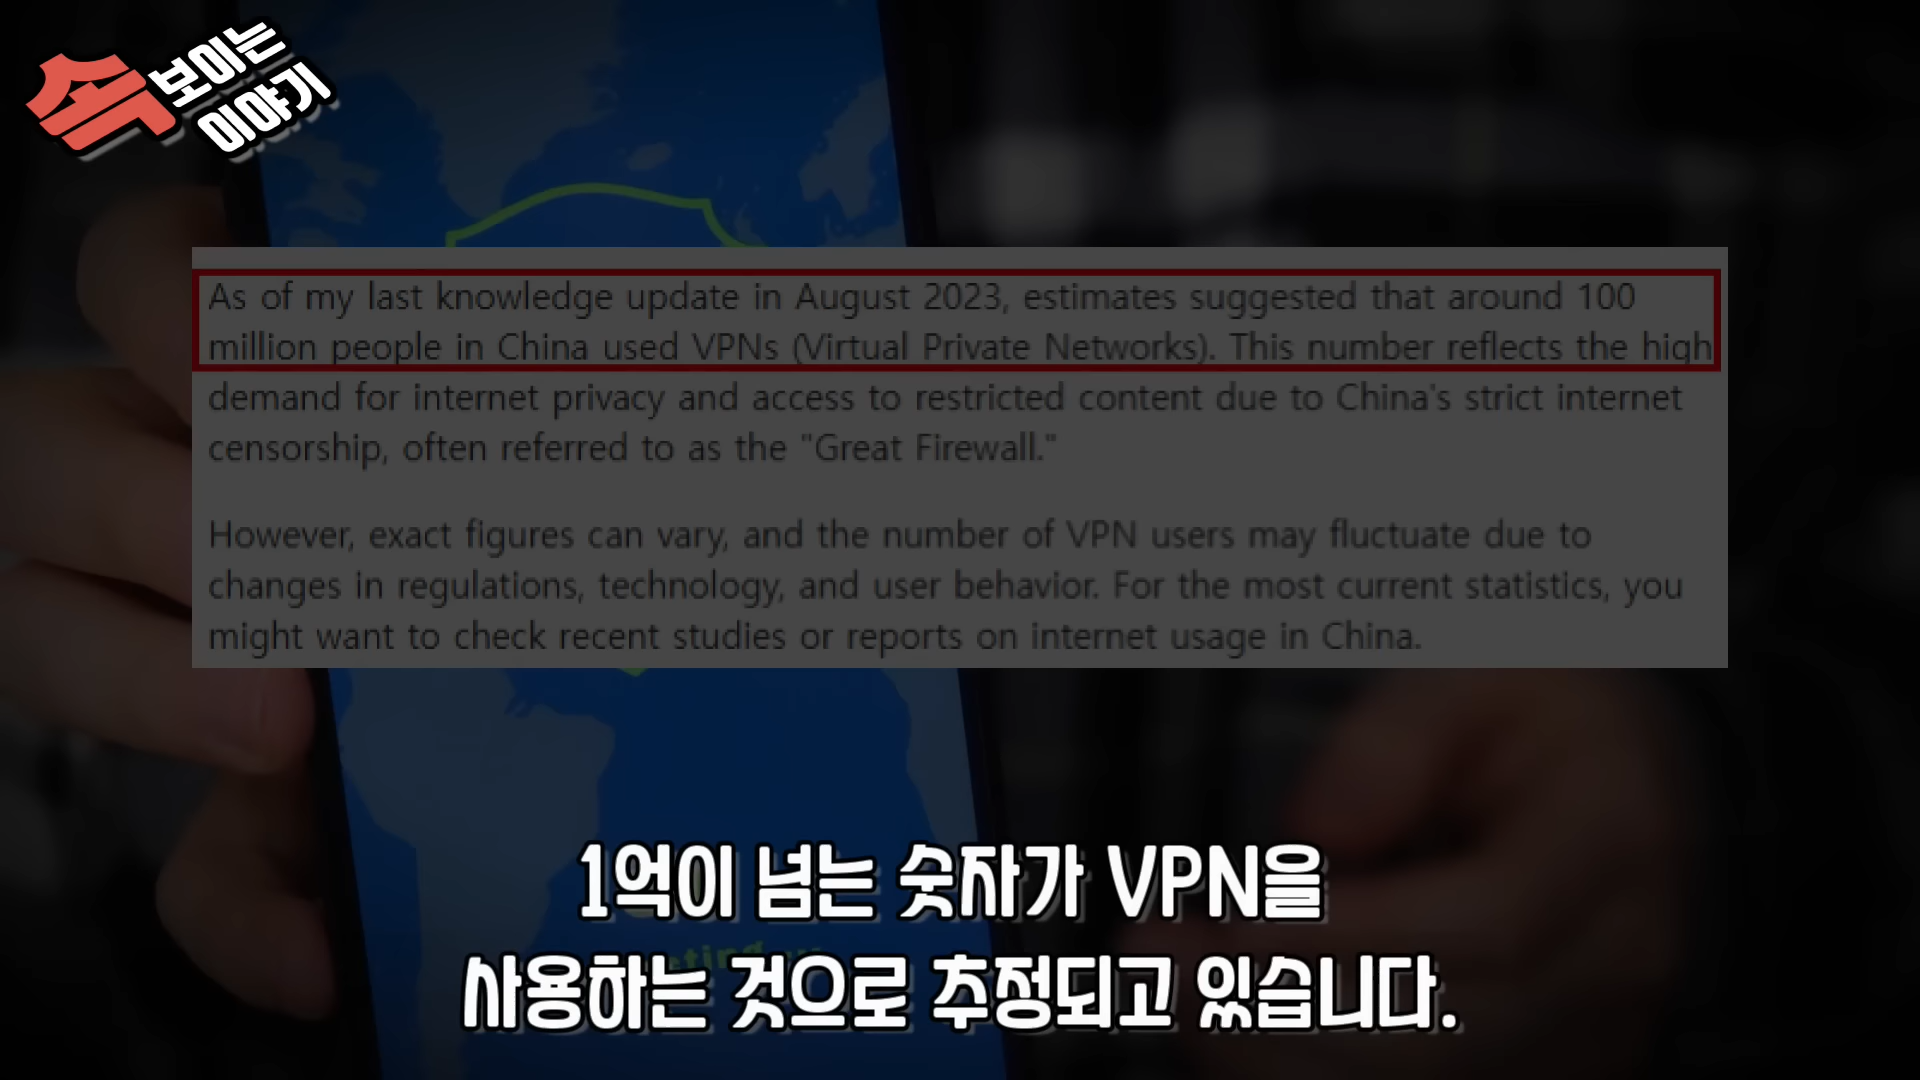 속 보이는
이야기
As of my last knowledge update in August 2023, estimates suggested that around 100
million people in China used VPNs (Virtual Private Networks). This number reflects the high
demand for internet privacy and access to restricted content due to China's strict internet
censorship, often referred to as the "Great Firewall."
However, exact figures can vary, and the number of VPN users may fluctuate due to
changes in regulations, technology, and user behavior. For the most current statistics, you
might want to check recent studies or reports on internet usage in China.
1억이 넘는 숫자가 VPN을
사용하는 것으로 추정되고 있습니다.